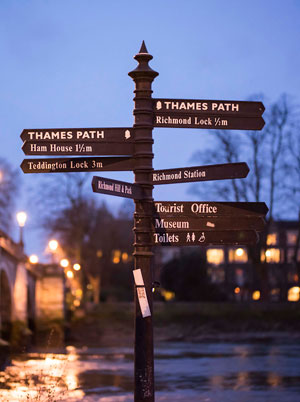 THAMES PATH
Richmond Lock ½m
THAMES PATH
Ham House 1½m
Teddington Lock 3m
Richmond Station
Richmond Hill & Park
Tourist Office
Museum
Toilets